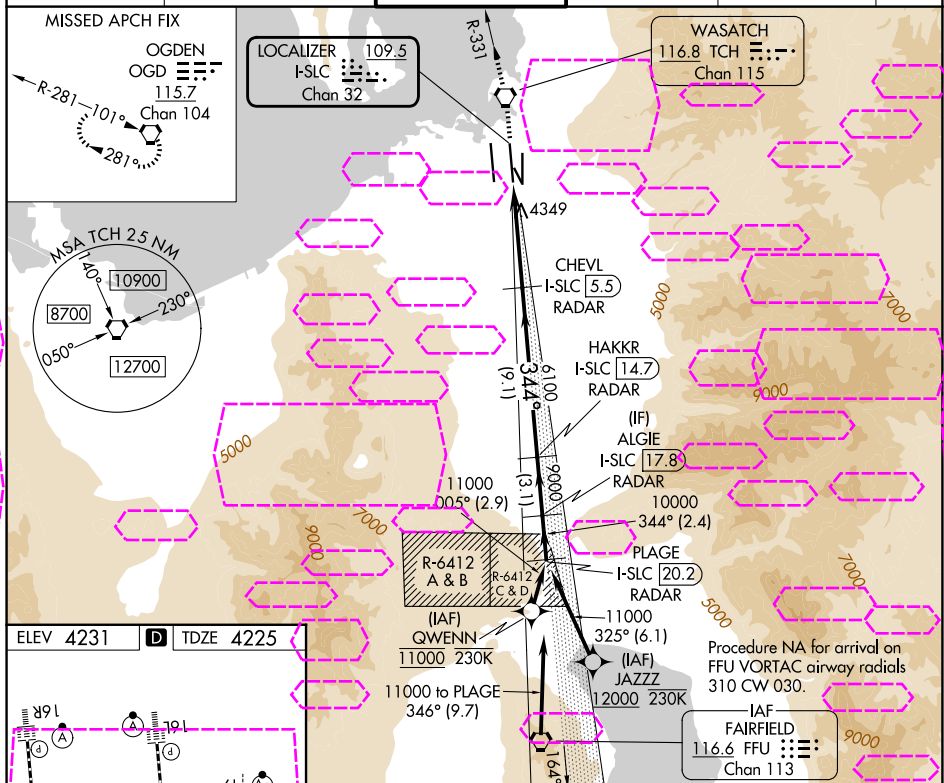 MISSED APCH FIX
OGDEN
OGD
115.7
Chan 104
R-281
101°
281°
LOCALIZER 109.5
I-SLC
Chan 32
R-331
WASATCH
116.8 TCH
Chan 115
4349
MSA TCH 25 NM
140°
10900
8700
230°
050°
12700
CHEVL
I-SLC 5.5
RADAR
5000
7000
HAKKR
I-SLC 14.7
RADAR
344°
6100
(9.1)
9000
(IF)
ALGIE
I-SLC 17.8
RADAR
5000
9000
(3.1)
11000
005° (2.9)
10000
344° (2.4)
7000
9000
R-6412
A & B
R-6412
C & D
PLAGE
I-SLC 20.2
RADAR
7000
5000
(IAF)
QWENN
11000 230K
11000
325° (6.1)
(IAF)
JAZZZ
12000 230K
Procedure NA for arrival on
FFU VORTAC airway radials
310 CW 030.
11000 to PLAGE
346° (9.7)
IAF
FAIRFIELD
116.6 FFU
Chan 113
164°
9000
ELEV 4231 D TDZE 4225
16R
A
P
A
16L
P
A